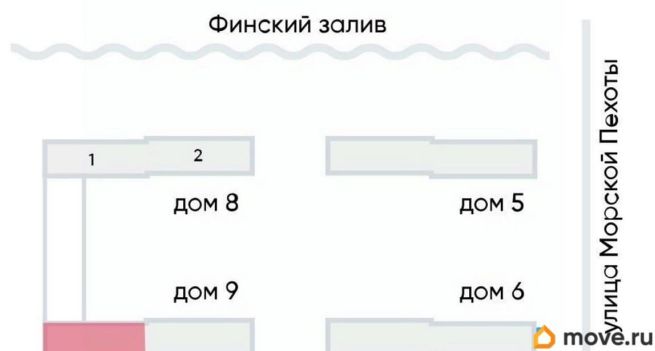 Финский залив
1
2
дом 8
дом 5
улица Морской Пехоты
дом 9
дом 6
move.ru